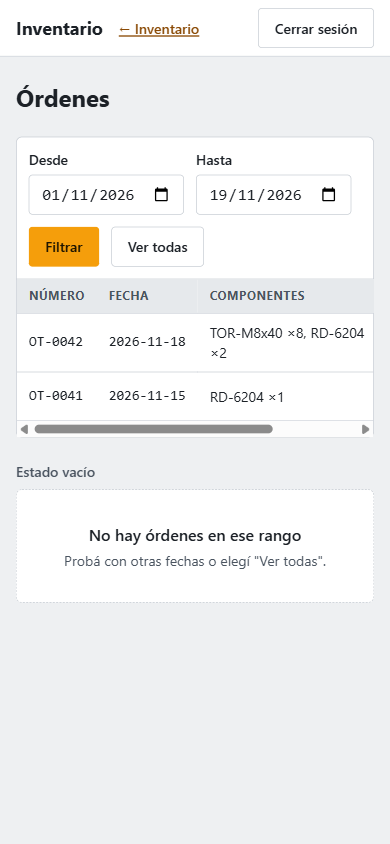 Inventario ← Inventario Cerrar sesión
Órdenes
Desde Hasta
01/11/2026 19/11/2026
Filtrar Ver todas
NÚMERO FECHA COMPONENTES
OT-0042 2026-11-18 TOR-M8x40 ×8, RD-6204 ×2
OT-0041 2026-11-15 RD-6204 ×1
Estado vacío
No hay órdenes en ese rango
Probá con otras fechas o elegí "Ver todas".